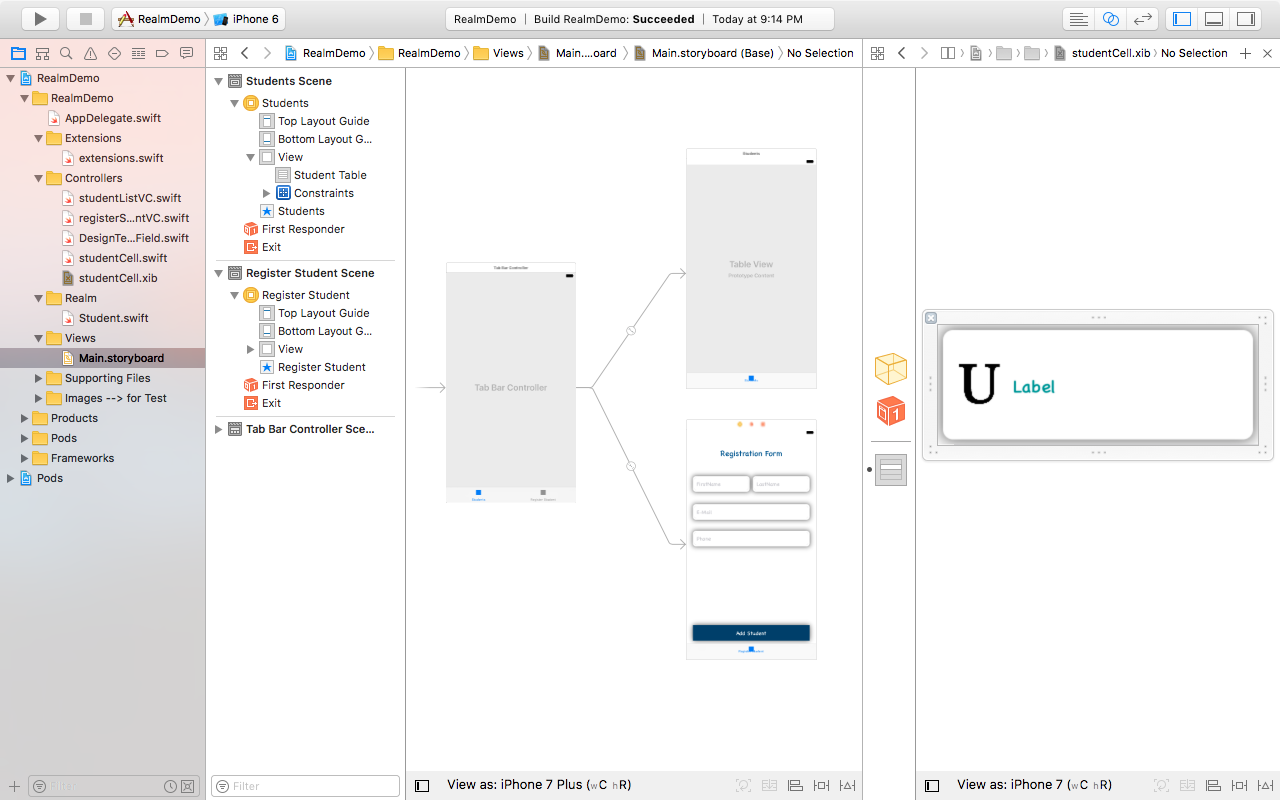 RealmDemo
iPhone 6
RealmDemo
Build RealmDemo: Succeeded
Today at 9:14 PM
RealmDemo
RealmDemo
Views
Main....oard
Main.storyboard (Base)
No Selection
studentCell.xib
No Selection
RealmDemo
RealmDemo
AppDelegate.swift
Extensions
extensions.swift
Controllers
studentListVC.swift
registerS...ntVC.swift
DesignTe...Field.swift
studentCell.swift
studentCell.xib
Realm
Student.swift
Views
Main.storyboard
Supporting Files
Images --> for Test
Products
Pods
Frameworks
Pods
Filter
Students Scene
Students
Top Layout Guide
Bottom Layout G...
View
Student Table
Constraints
Students
First Responder
Exit
Register Student Scene
Register Student
Top Layout Guide
Bottom Layout G...
View
Register Student
First Responder
Exit
Tab Bar Controller Sce...
Filter
Tab Bar Controller
Tab Bar Controller
Students
Register Student
Students
Table View
Prototype Content
Registration Form
FirstName
LastName
E-Mail
Phone
Add Student
View as: iPhone 7 Plus (wC hR)
1
U
Label
View as: iPhone 7 (wC hR)